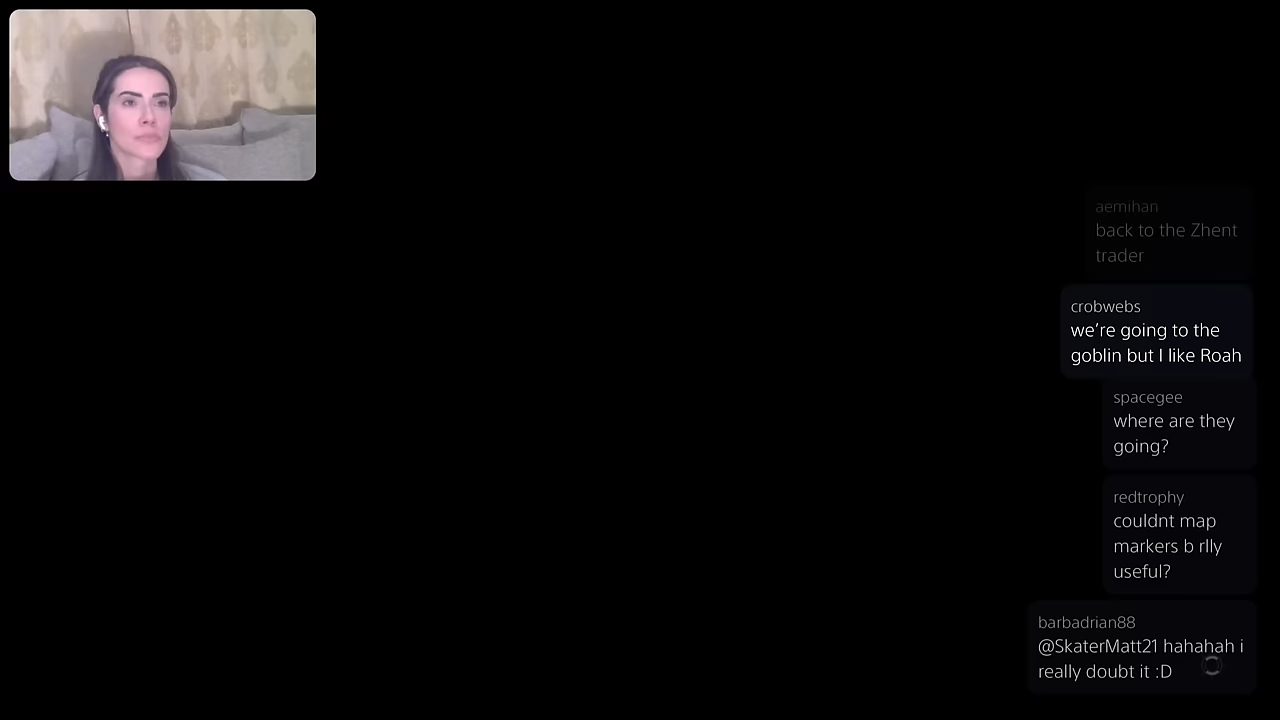 aemihan
back to the Zhent
trader
crobwebs
we're going to the
goblin but I like Roah
spacegee
where are they
going?
redtrophy
couldnt map
markers b rlly
useful?
barbadrian88
@SkaterMatt21 hahahah i
really doubt it :D